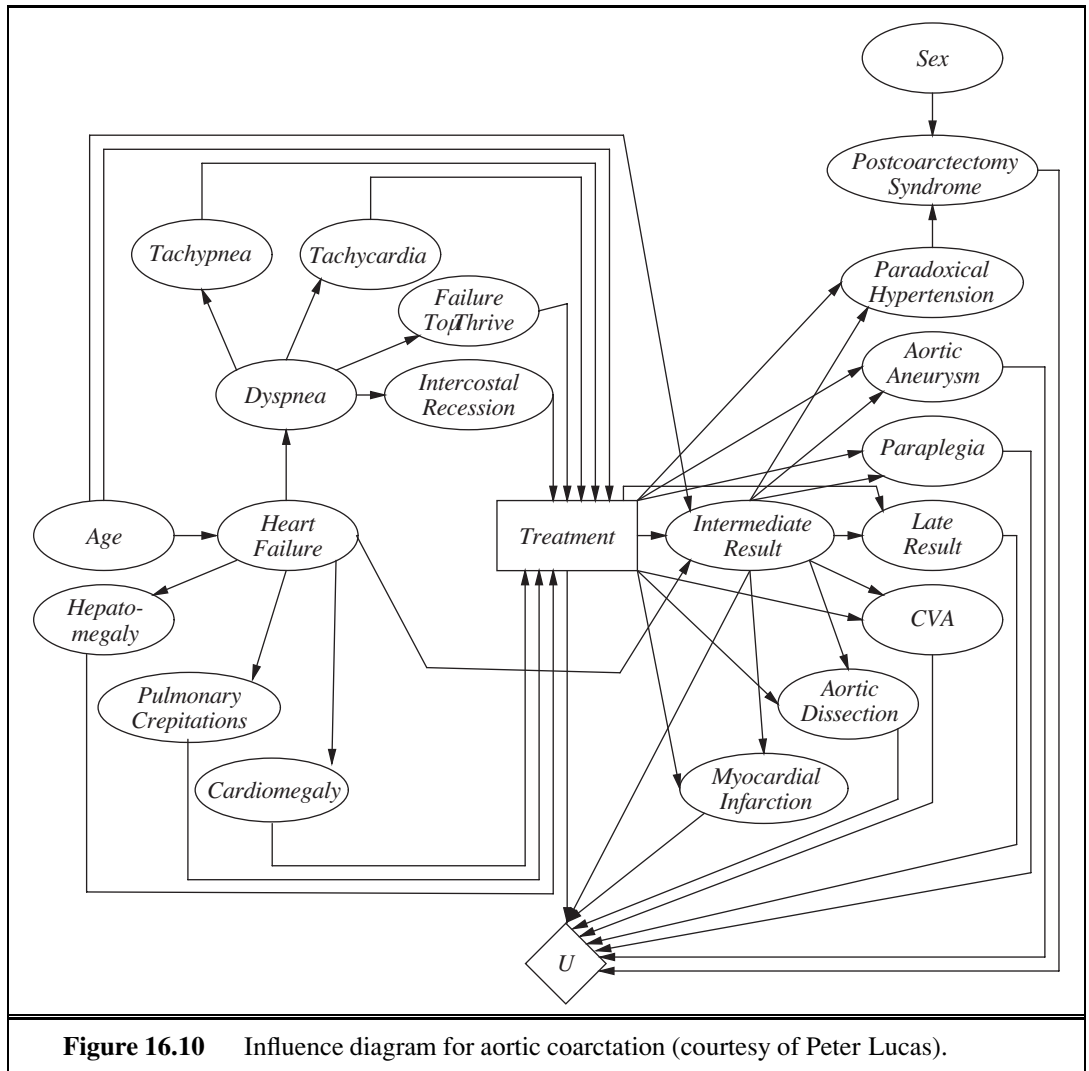 Sex
Postcoarctectomy
Syndrome
Tachypnea
Tachycardia
Paradoxical
Hypertension
Failure
ToµThrive
Aortic
Aneurysm
Dyspnea
Intercostal
Recession
Paraplegia
Age
Heart
Failure
Treatment
Intermediate
Result
Late
Result
Hepato-
megaly
CVA
Pulmonary
Crepitations
Aortic
Dissection
Cardiomegaly
Myocardial
Infarction
U
Figure 16.10 Influence diagram for aortic coarctation (courtesy of Peter Lucas).